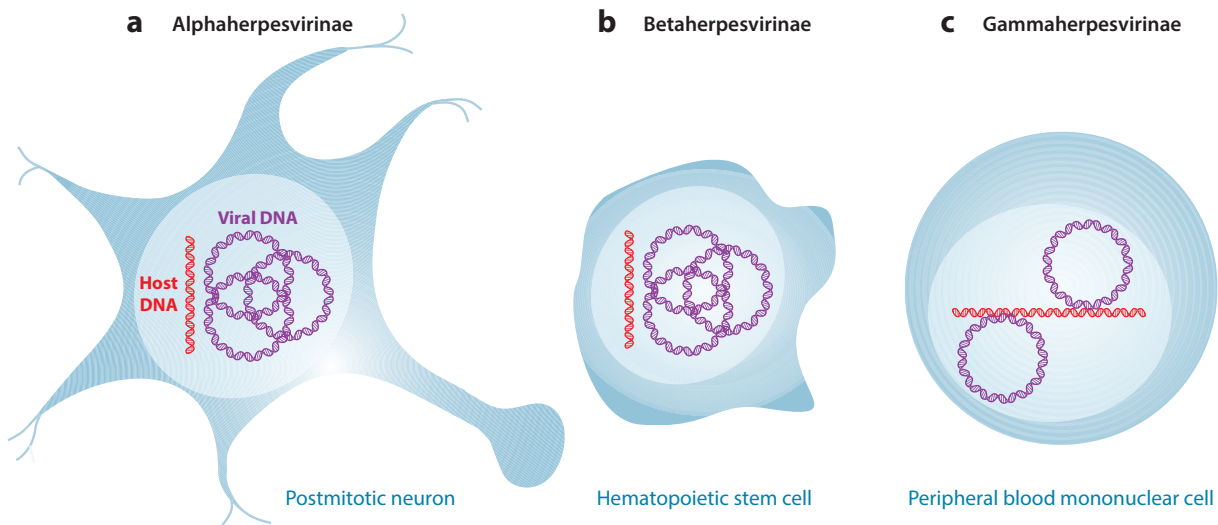 a Alphaherpesvirinae
b Betaherpesvirinae
c Gammaherpesvirinae
Viral DNA
Host
DNA
Postmitotic neuron
Hematopoietic stem cell
Peripheral blood mononuclear cell